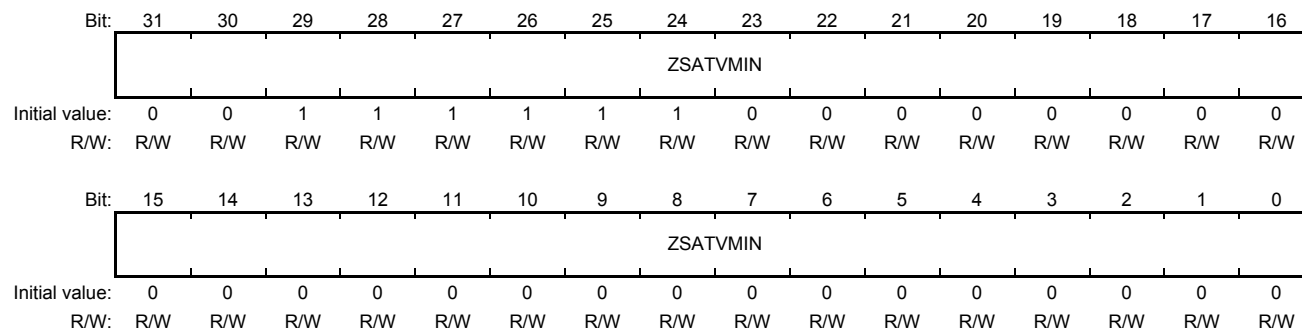 Bit: 31 30 29 28 27 26 25 24 23 22 21 20 19 18 17 16
ZSATVMIN
Initial value: 0 0 1 1 1 1 1 1 0 0 0 0 0 0 0 0
R/W: R/W R/W R/W R/W R/W R/W R/W R/W R/W R/W R/W R/W R/W R/W R/W R/W
Bit: 15 14 13 12 11 10 9 8 7 6 5 4 3 2 1 0
ZSATVMIN
Initial value: 0 0 0 0 0 0 0 0 0 0 0 0 0 0 0 0
R/W: R/W R/W R/W R/W R/W R/W R/W R/W R/W R/W R/W R/W R/W R/W R/W R/W